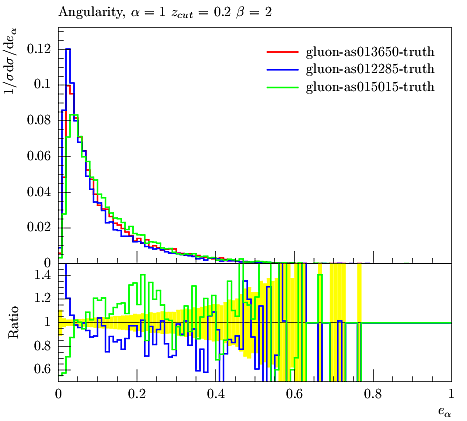 Angularity, α = 1 z_cut = 0.2 β = 2
1/σ dσ/de_α
gluon-as013650-truth
gluon-as012285-truth
gluon-as015015-truth
0.12
0.1
0.08
0.06
0.04
0.02
0
Ratio
1.4
1.2
1
0.8
0.6
0 0.2 0.4 0.6 0.8 1
e_α